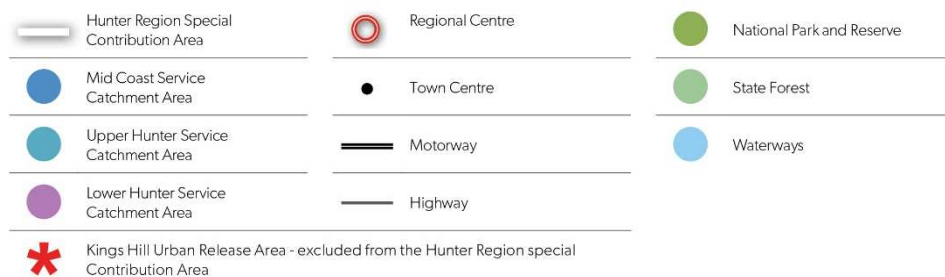 Hunter Region Special
Contribution Area
Mid Coast Service
Catchment Area
Upper Hunter Service
Catchment Area
Lower Hunter Service
Catchment Area
Kings Hill Urban Release Area - excluded from the Hunter Region special
Contribution Area
Regional Centre
Town Centre
Motorway
Highway
National Park and Reserve
State Forest
Waterways